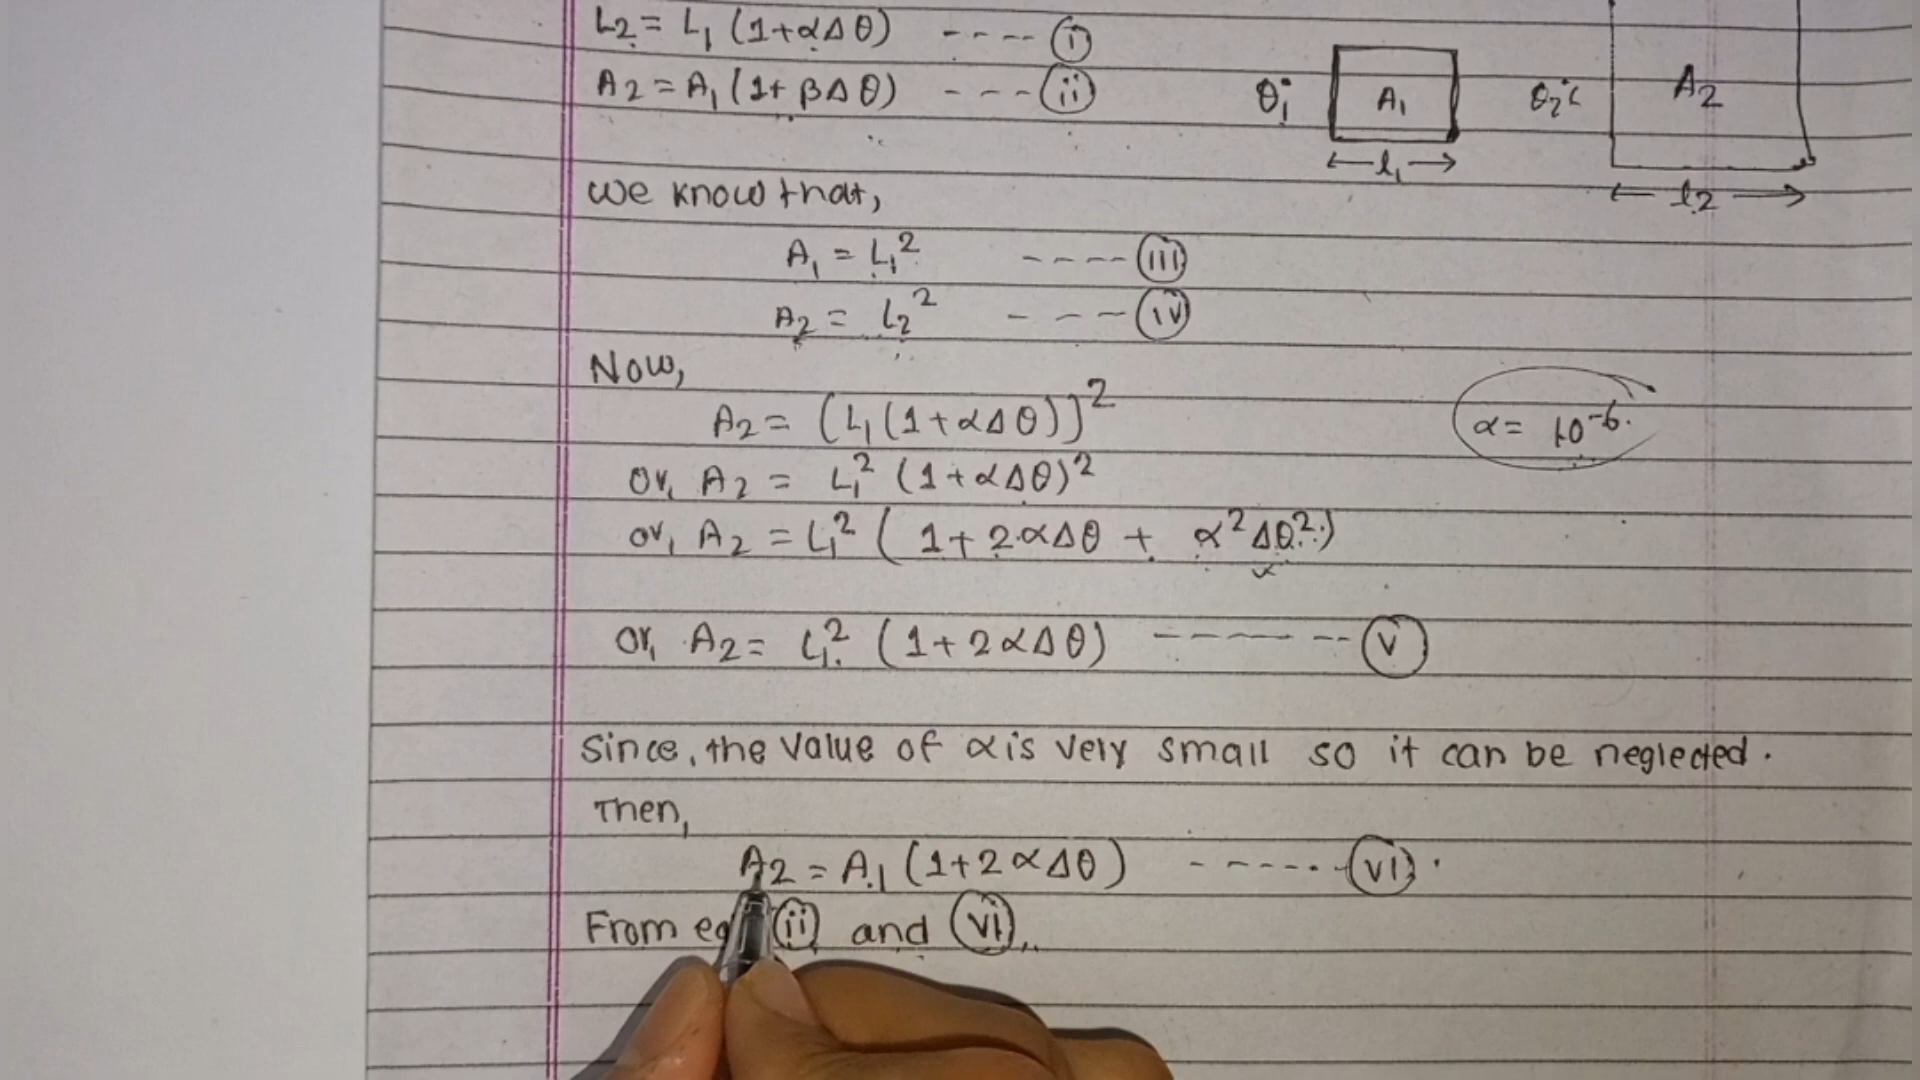 L2 = L₁ (1+αΔθ) ---- (i)
A2 = A₁ (1+ βΔθ) --- (ii)
θ₁° A₁ θ₂°c A2
l₁ l2
we know that,
A₁ = L₁² ---- (iii)
A₂ = L₂² - - -- (iv)
Now,
A2 = (L₁(1+αΔθ)]²
α = 10⁻⁶.
or, A2 = L₁² (1+αΔθ)²
or, A2 = L₁² ( 1+ 2.αΔθ + α²Δθ².)
or, A2 = L₁² (1+2αΔθ) ------- (v)
Since, the value of α is very small so it can be neglected.
Then,
A2 = A₁ (1+2αΔθ) ------ (vi) .
From (ii) and (vi),